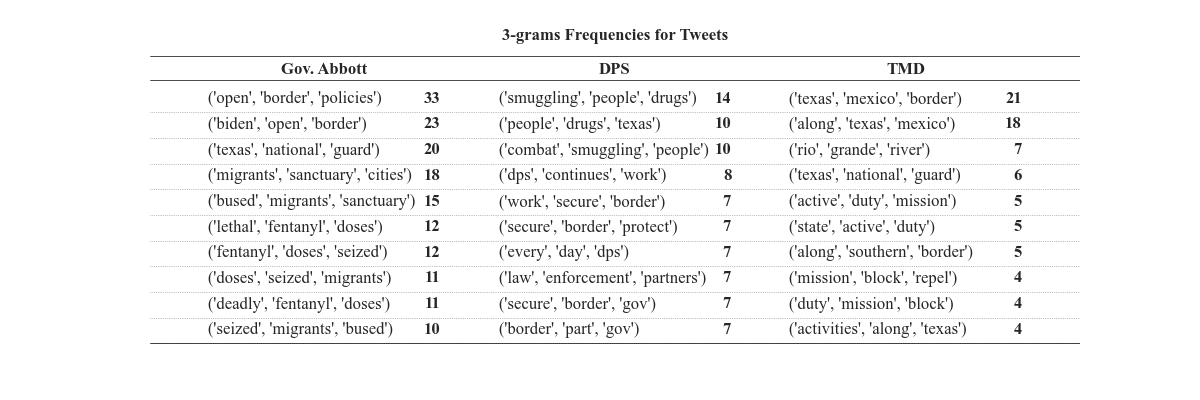 3-grams Frequencies for Tweets
Gov. Abbott DPS TMD
('open', 'border', 'policies') 33 ('smuggling', 'people', 'drugs') 14 ('texas', 'mexico', 'border') 21
('biden', 'open', 'border') 23 ('people', 'drugs', 'texas') 10 ('along', 'texas', 'mexico') 18
('texas', 'national', 'guard') 20 ('combat', 'smuggling', 'people') 10 ('rio', 'grande', 'river') 7
('migrants', 'sanctuary', 'cities') 18 ('dps', 'continues', 'work') 8 ('texas', 'national', 'guard') 6
('bused', 'migrants', 'sanctuary') 15 ('work', 'secure', 'border') 7 ('active', 'duty', 'mission') 5
('lethal', 'fentanyl', 'doses') 12 ('secure', 'border', 'protect') 7 ('state', 'active', 'duty') 5
('fentanyl', 'doses', 'seized') 12 ('every', 'day', 'dps') 7 ('along', 'southern', 'border') 5
('doses', 'seized', 'migrants') 11 ('law', 'enforcement', 'partners') 7 ('mission', 'block', 'repel') 4
('deadly', 'fentanyl', 'doses') 11 ('secure', 'border', 'gov') 7 ('duty', 'mission', 'block') 4
('seized', 'migrants', 'bused') 10 ('border', 'part', 'gov') 7 ('activities', 'along', 'texas') 4